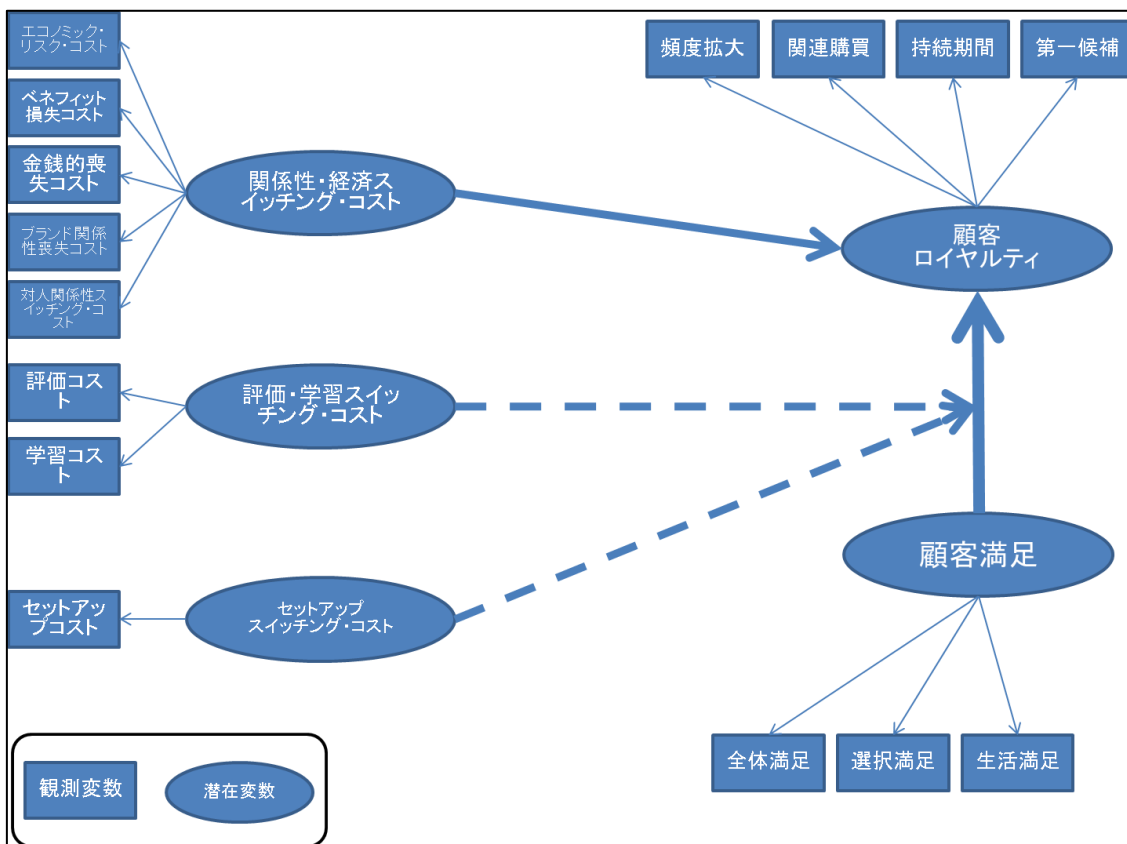 エコノミック・
リスク・コスト
ベネフィット
損失コスト
金銭的喪
失コスト
ブランド関係
性喪失コスト
対人関係性ス
イッチング・コ
スト
評価コス
ト
学習コス
ト
セットアッ
プコスト
関係性・経済ス
イッチング・コスト
評価・学習スイッ
チング・コスト
セットアップ
スイッチング・コスト
頻度拡大
関連購買
持続期間
第一候補
顧客
ロイヤルティ
顧客満足
全体満足
選択満足
生活満足
観測変数
潜在変数